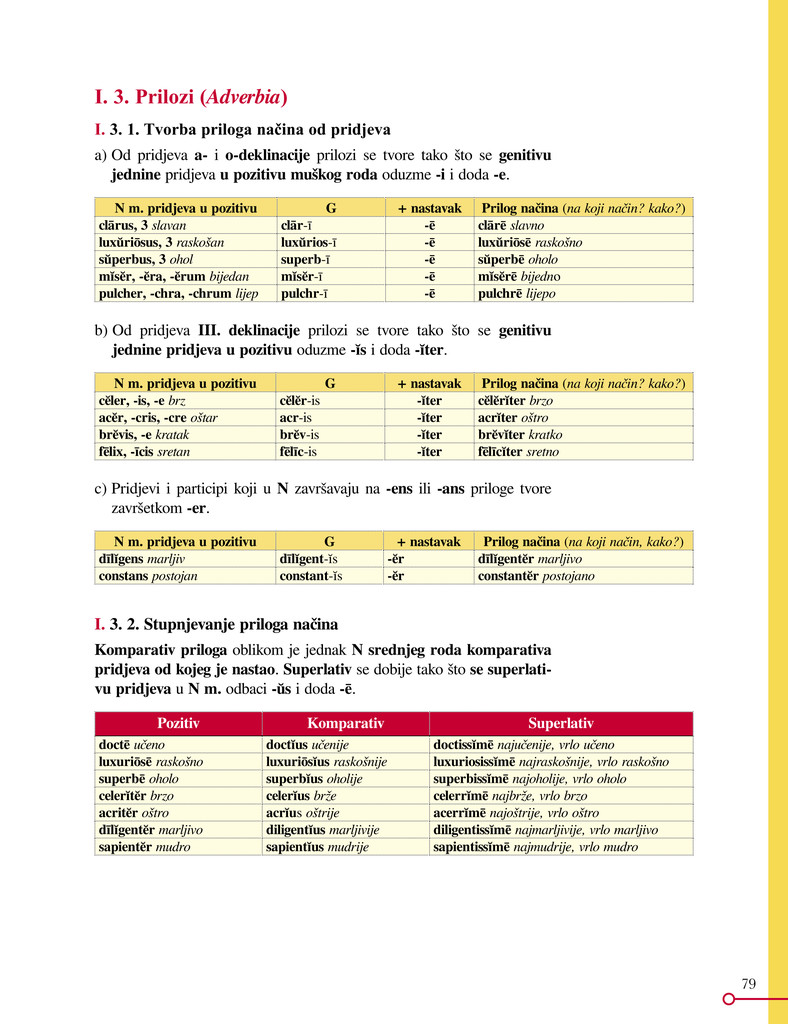 I. 3. Prilozi (Adverbia)
I. 3. 1. Tvorba priloga načina od pridjeva
a) Od pridjeva a- i o-deklinacije prilozi se tvore tako što se genitivu
jednine pridjeva u pozitivu muškog roda oduzme -i i doda -e.
N m. pridjeva u pozitivu G + nastavak Prilog načina (na koji način? kako?)
clārus, 3 slavan clār-ī -ē clārē slavno
luxŭriōsus, 3 raskošan luxŭrios-ī -ē luxŭriōsē raskošno
sŭperbus, 3 ohol superb-ī -ē sŭperbē oholo
mĭsĕr, -ĕra, -ĕrum bijedan mĭsĕr-ī -ē mĭsĕrē bijedno
pulcher, -chra, -chrum lijep pulchr-ī -ē pulchrē lijepo
b) Od pridjeva III. deklinacije prilozi se tvore tako što se genitivu
jednine pridjeva u pozitivu oduzme -ĭs i doda -ĭter.
N m. pridjeva u pozitivu G + nastavak Prilog načina (na koji način? kako?)
cĕler, -is, -e brz cĕlĕr-is -ĭter cĕlĕrĭter brzo
acĕr, -cris, -cre oštar acr-is -ĭter acrĭter oštro
brĕvis, -e kratak brĕv-is -ĭter brĕvĭter kratko
fēlix, -īcis sretan fēlīc-is -ĭter fēlīcĭter sretno
c) Pridjevi i participi koji u N završavaju na -ens ili -ans priloge tvore
završetkom -er.
N m. pridjeva u pozitivu G + nastavak Prilog načina (na koji način, kako?)
dīlĭgens marljiv dīlĭgent-ĭs -ĕr dīlĭgentĕr marljivo
constans postojan constant-ĭs -ĕr constantĕr postojano
I. 3. 2. Stupnjevanje priloga načina
Komparativ priloga oblikom je jednak N srednjeg roda komparativa
pridjeva od kojeg je nastao. Superlativ se dobije tako što se superlati-
vu pridjeva u N m. odbaci -ŭs i doda -ē.
Pozitiv Komparativ Superlativ
doctē učeno doctĭus učenije doctissĭmē najučenije, vrlo učeno
luxuriōsē raskošno luxuriōsĭus raskošnije luxuriosissĭmē najraskošnije, vrlo raskošno
superbē oholo superbĭus oholije superbissĭmē najoholije, vrlo oholo
celerĭtĕr brzo celerĭus brže celerrĭmē najbrže, vrlo brzo
acritĕr oštro acrĭus oštrije acerrĭmē najoštrije, vrlo oštro
dīlĭgentĕr marljivo diligentĭus marljivije diligentissĭmē najmarljivije, vrlo marljivo
sapientĕr mudro sapientĭus mudrije sapientissĭmē najmudrije, vrlo mudro
79